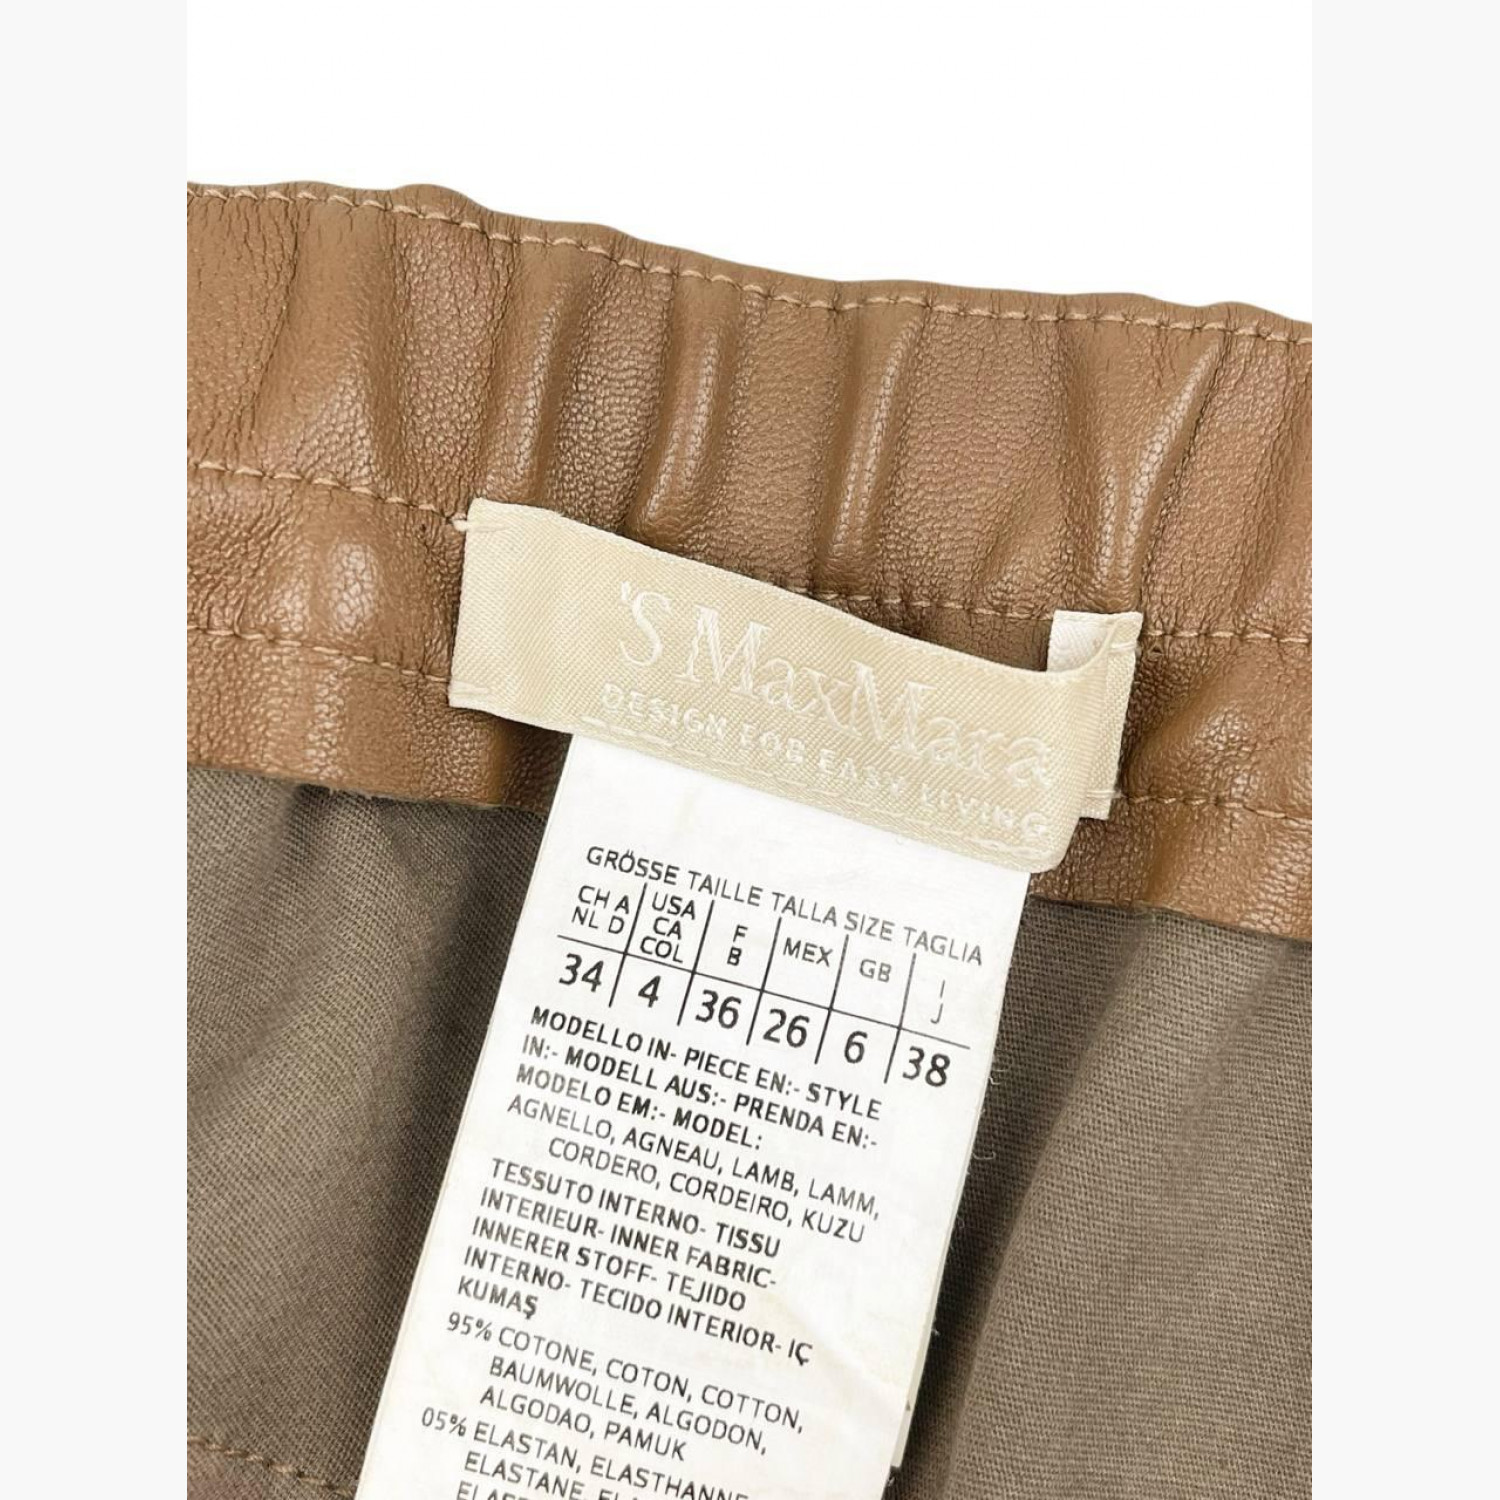 'S MaxMara
DESIGN FOR EASY LIVING
GRÖSSE TAILLE TALLA SIZE TAGLIA
CH A NL D USA CA COL F B MEX GB I J
34 4 36 26 6 38
MODELLO IN- PIECE EN:- STYLE
IN:- MODELL AUS:- PRENDA EN:-
MODELO EM:- MODEL:
AGNELLO, AGNEAU, LAMB, LAMM,
CORDERO, CORDEIRO, KUZU
TESSUTO INTERNO- TISSU
INTERIEUR- INNER FABRIC-
INNERER STOFF- TEJIDO
INTERNO- TECIDO INTERIOR- IÇ
KUMAŞ
95% COTONE, COTON, COTTON,
BAUMWOLLE, ALGODON,
ALGODAO, PAMUK
05% ELASTAN, ELASTHANNE
ELASTANE,